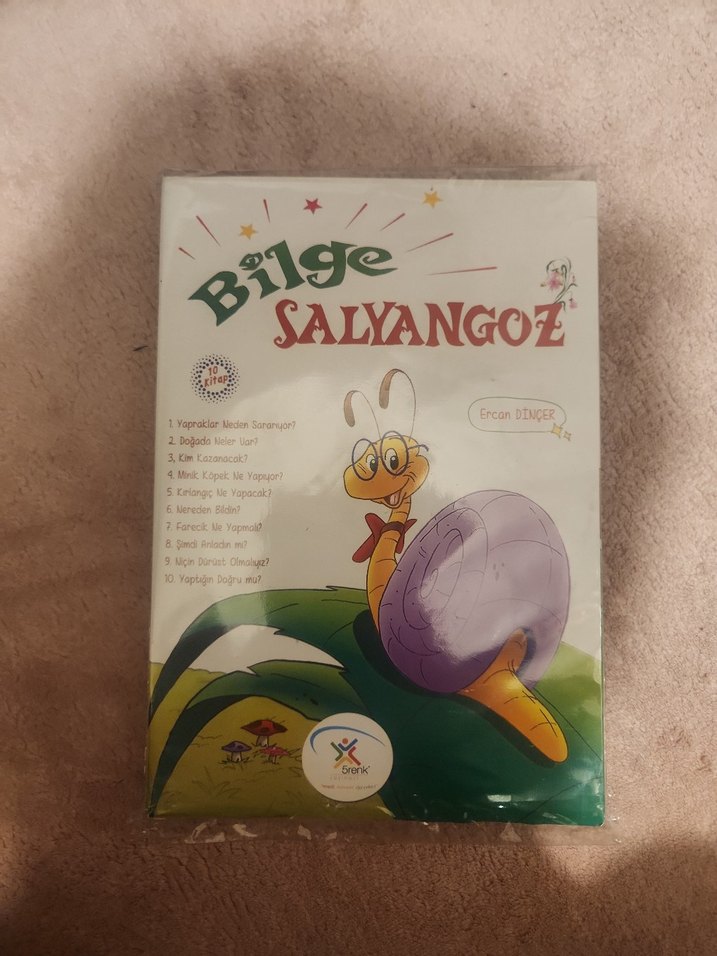 Bilge
SALYANGOZ
10
Kitap
Ercan DİNÇER
1. Yapraklar Neden Sararıyor?
2. Doğada Neler Var?
3, Kim Kazanacak?
4. Minik Köpek Ne Yapıyor?
5. Kırlangıç Ne Yapacak?
6. Nereden Bildin?
7. Farecik Ne Yapmalı?
8. Şimdi Anladın mı?
9. Niçin Dürüst Olmalıyız?
10. Yaptığın Doğru mu?
5renk